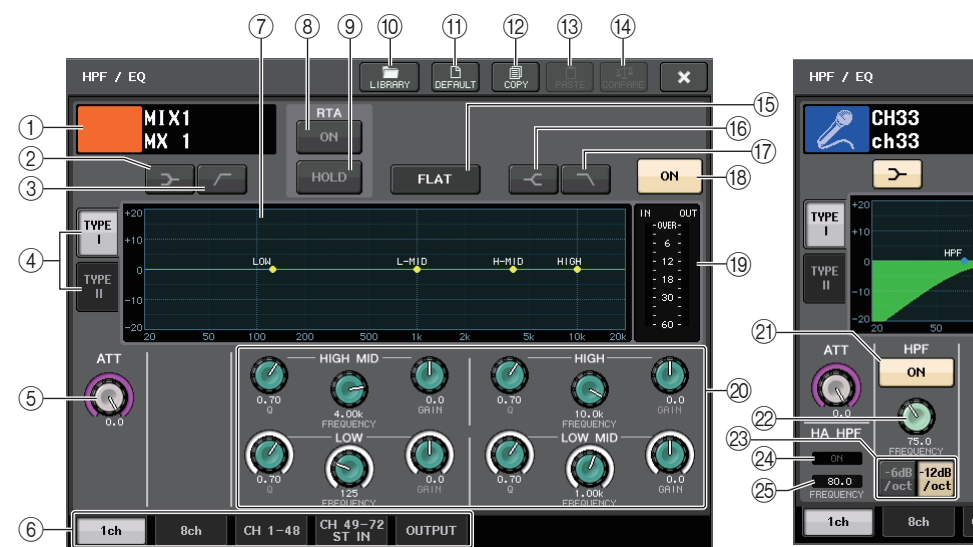 ⑦ ⑧ ⑨ ⑩ ⑪ ⑫ ⑬ ⑭
HPF / EQ
LIBRARY
DEFAULT
COPY
PASTE
COMPARE
①
MIX1
MX 1
RTA
ON
HOLD
FLAT
ON
⑮
⑯
⑰
⑱
②
③
④
TYPE
I
TYPE
II
+20
+10
0
-10
-20
LOW
L-MID
H-MID
HIGH
20 50 100 200 500 1k 2k 5k 10k 20k
IN OUT
-OVER-
6
12
18
30
60
⑲
ATT
⑤
0.0
HIGH MID
0.70
Q
4.00k
FREQUENCY
0.0
GAIN
HIGH
0.70
Q
10.0k
FREQUENCY
0.0
GAIN
⑳
LOW
0.70
Q
125
FREQUENCY
0.0
GAIN
LOW MID
0.70
Q
1.00k
FREQUENCY
0.0
GAIN
⑥
1ch
8ch
CH 1-48
CH 49-72
ST IN
OUTPUT
HPF / EQ
CH33
ch33
TYPE
I
TYPE
II
+20
+10
0
-10
-20
HPF
20 50
㉑
ATT
0.0
HPF
ON
㉒
75.0
FREQUENCY
㉓
HA HPF
㉔
ON
㉕
80.0
FREQUENCY
-6dB
/oct
-12dB
/oct
1ch
8ch